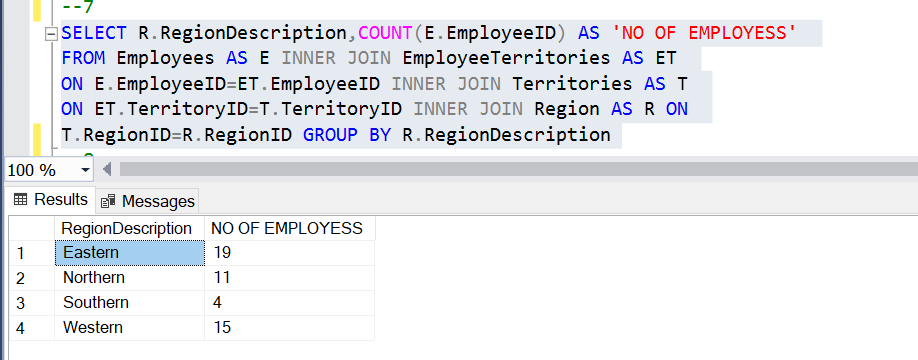 --7
SELECT R.RegionDescription,COUNT(E.EmployeeID) AS 'NO OF EMPLOYESS'
FROM Employees AS E INNER JOIN EmployeeTerritories AS ET
ON E.EmployeeID=ET.EmployeeID INNER JOIN Territories AS T
ON ET.TerritoryID=T.TerritoryID INNER JOIN Region AS R ON
T.RegionID=R.RegionID GROUP BY R.RegionDescription
100 %
Results Messages
RegionDescription NO OF EMPLOYESS
1 Eastern 19
2 Northern 11
3 Southern 4
4 Western 15